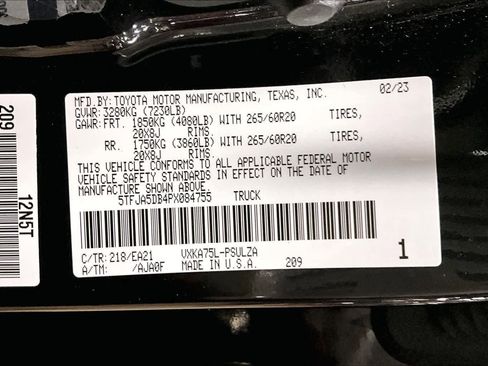 MFD.BY:TOYOTA MOTOR MANUFACTURING, TEXAS, INC. 02/23
GVWR: 3280KG (7230LB)
GAWR: FRT. 1850KG (4080LB) WITH 265/60R20 TIRES,
20X8J RIMS,
RR. 1750KG (3860LB) WITH 265/60R20 TIRES,
20X8J RIMS.
THIS VEHICLE CONFORMS TO ALL APPLICABLE FEDERAL MOTOR
VEHICLE SAFETY STANDARDS IN EFFECT ON THE DATE OF
MANUFACTURE SHOWN ABOVE.
5TFJA5DB4PX084755 TRUCK
C/TR: 218/EA21 VXKA75L-PSULZA 1
A/TM: /AJA0F MADE IN U.S.A. 209
209
12N5T